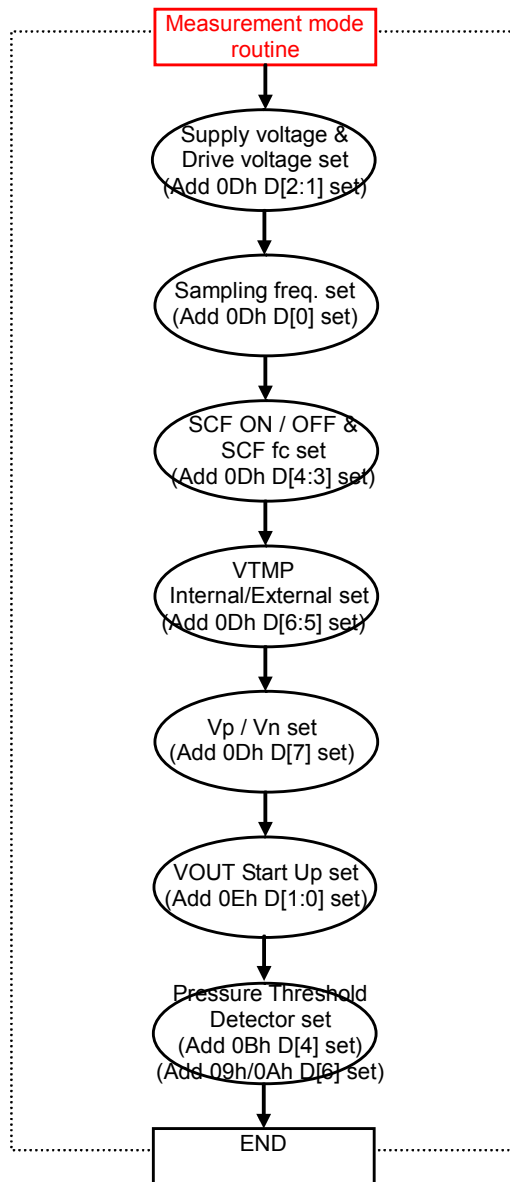 Measurement mode
routine
Supply voltage &
Drive voltage set
(Add 0Dh D[2:1] set)
Sampling freq. set
(Add 0Dh D[0] set)
SCF ON / OFF &
SCF fc set
(Add 0Dh D[4:3] set)
VTMP
Internal/External set
(Add 0Dh D[6:5] set)
Vp / Vn set
(Add 0Dh D[7] set)
VOUT Start Up set
(Add 0Eh D[1:0] set)
Pressure Threshold
Detector set
(Add 0Bh D[4] set)
(Add 09h/0Ah D[6] set)
END